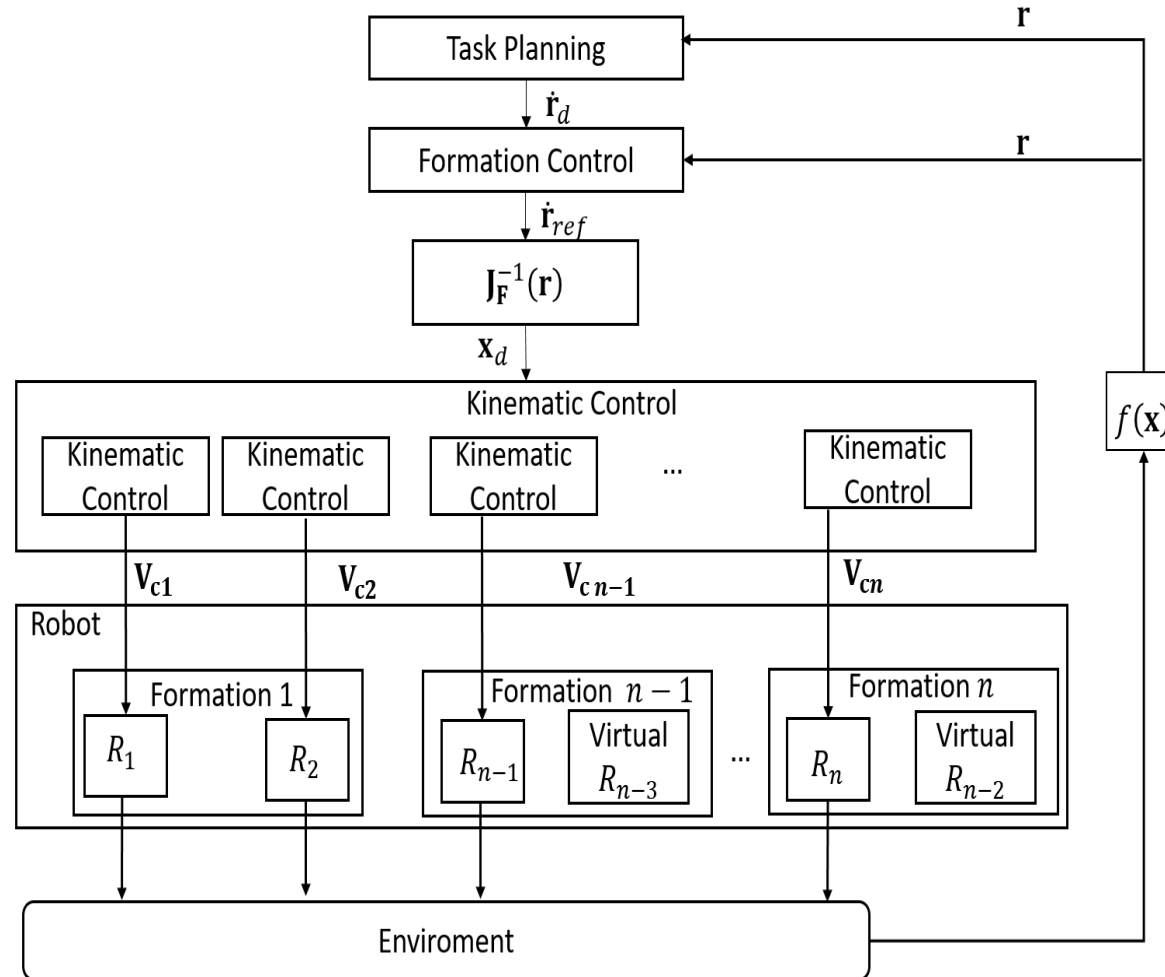 r
Task Planning
ṙ_d
r
Formation Control
ṙ_ref
J_F^{-1}(r)
x_d
Kinematic Control
f(x)
Kinematic
Control
Kinematic
Control
Kinematic
Control
...
Kinematic
Control
V_c1
V_c2
V_c n−1
V_cn
Robot
Formation 1
Formation n − 1
Formation n
R_1
R_2
R_{n−1}
Virtual
R_{n−3}
...
R_n
Virtual
R_{n−2}
Enviroment